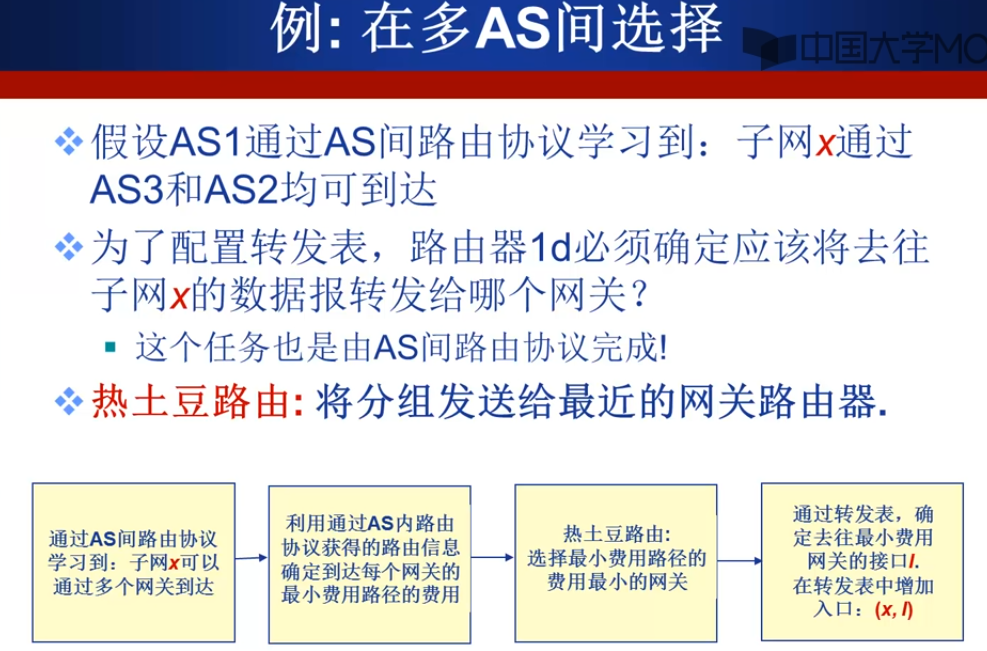 例: 在多AS间选择
中国大学MO
假设AS1通过AS间路由协议学习到：子网x通过
AS3和AS2均可到达
为了配置转发表，路由器1d必须确定应该将去往
子网x的数据报转发给哪个网关？
这个任务也是由AS间路由协议完成!
热土豆路由: 将分组发送给最近的网关路由器.
通过AS间路由协议
学习到：子网x可以
通过多个网关到达
利用通过AS内路由
协议获得的路由信息
确定到达每个网关的
最小费用路径的费用
热土豆路由:
选择最小费用路径的
费用最小的网关
通过转发表，确
定去往最小费用
网关的接口I.
在转发表中增加
入口：(x, I)